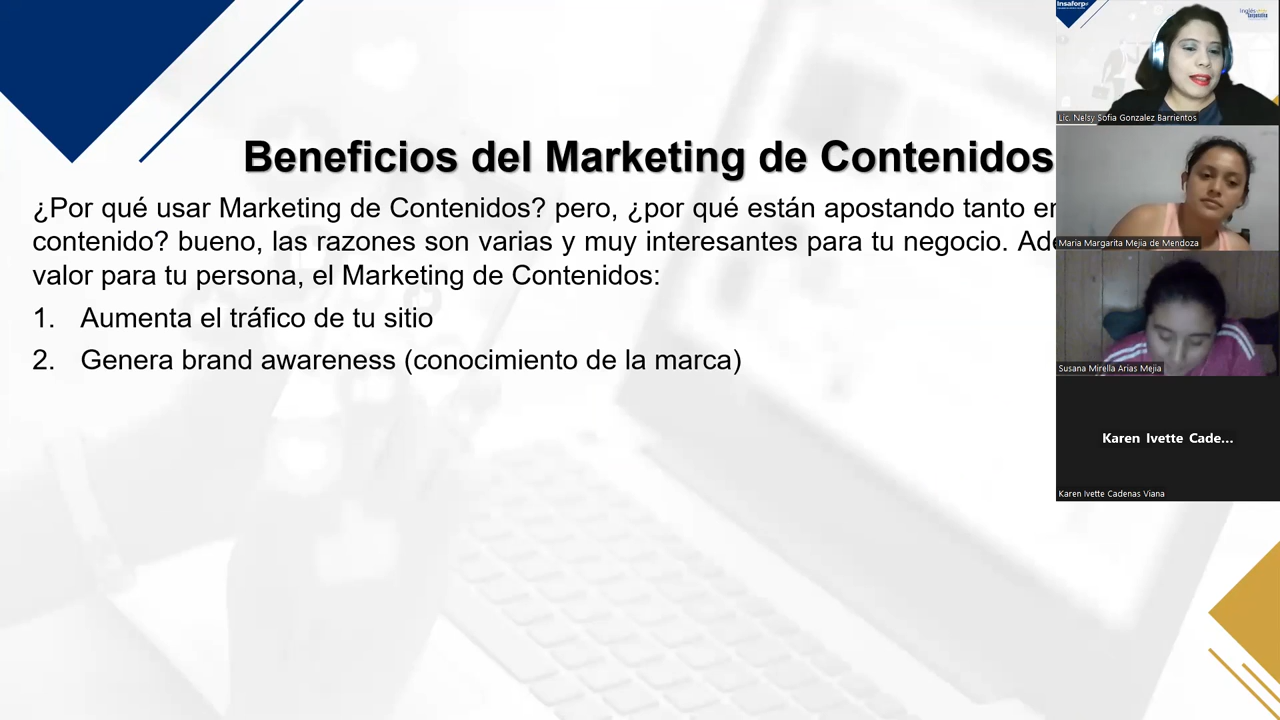 Beneficios del Marketing de Contenidos
¿Por qué usar Marketing de Contenidos? pero, ¿por qué están apostando tanto
contenido? bueno, las razones son varias y muy interesantes para tu negocio.
valor para tu persona, el Marketing de Contenidos:
1. Aumenta el tráfico de tu sitio
2. Genera brand awareness (conocimiento de la marca)
Insaforp
Inglés
Lic. Nelsy Sofia Gonzalez Barrientos
Maria Margarita Mejia de Mendoza
Susana Mirella Arias Mejia
Karen Ivette Cade...
Karen Ivette Cadenas Viana